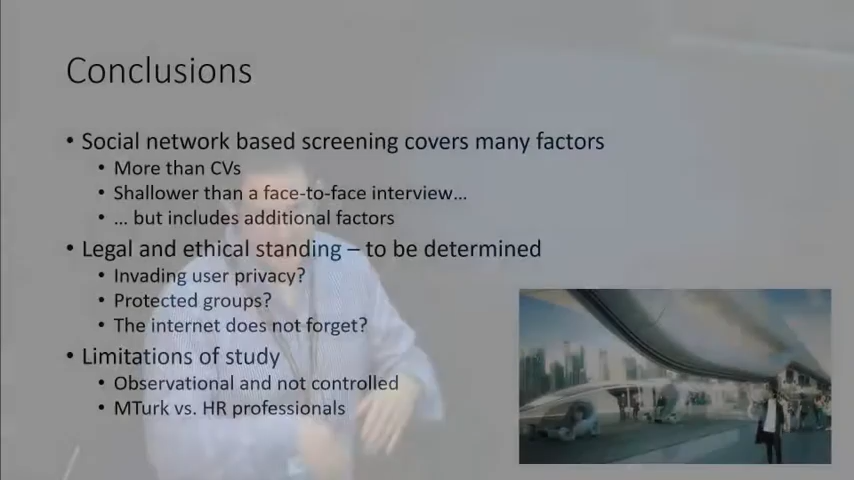 Conclusions
• Social network based screening covers many factors
• More than CVs
• Shallower than a face-to-face interview…
• … but includes additional factors
• Legal and ethical standing – to be determined
• Invading user privacy?
• Protected groups?
• The internet does not forget?
• Limitations of study
• Observational and not controlled
• MTurk vs. HR professionals